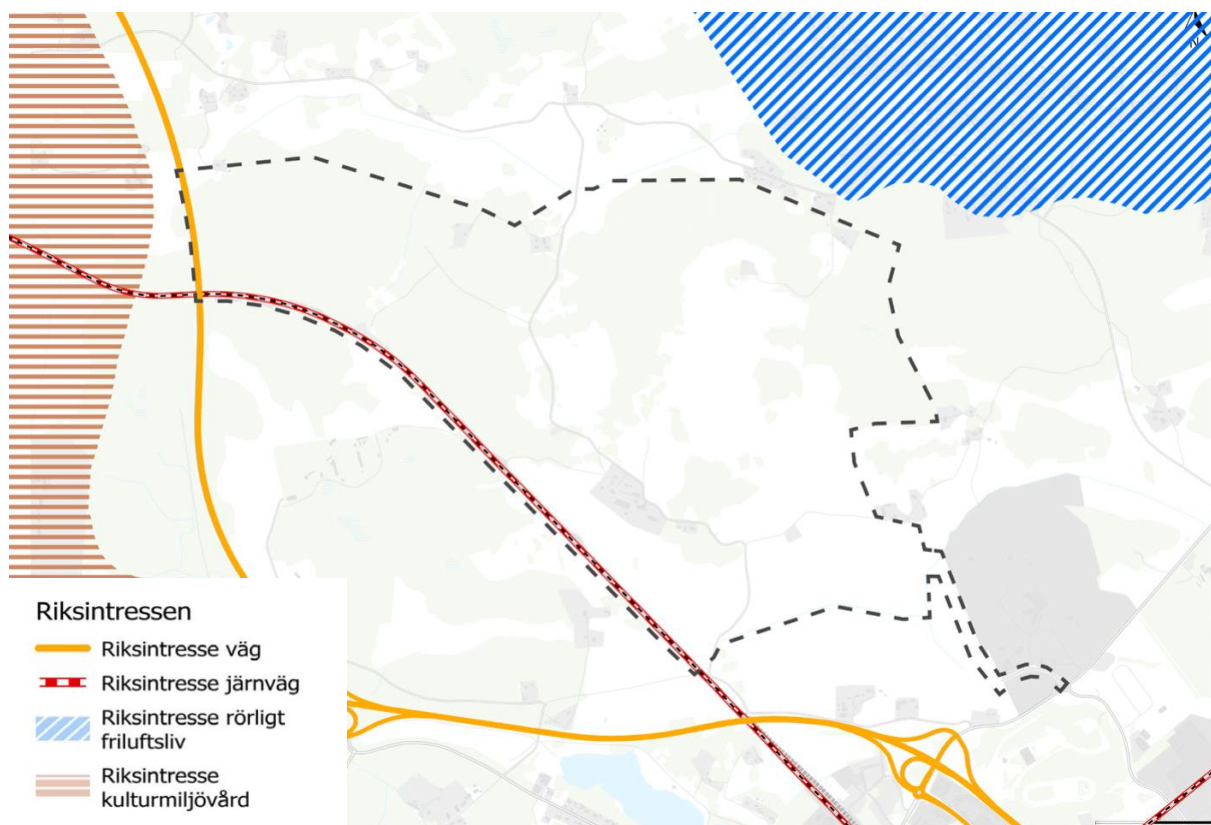 Riksintressen
Riksintresse väg
Riksintresse järnväg
Riksintresse rörligt
friluftsliv
Riksintresse
kulturmiljövård